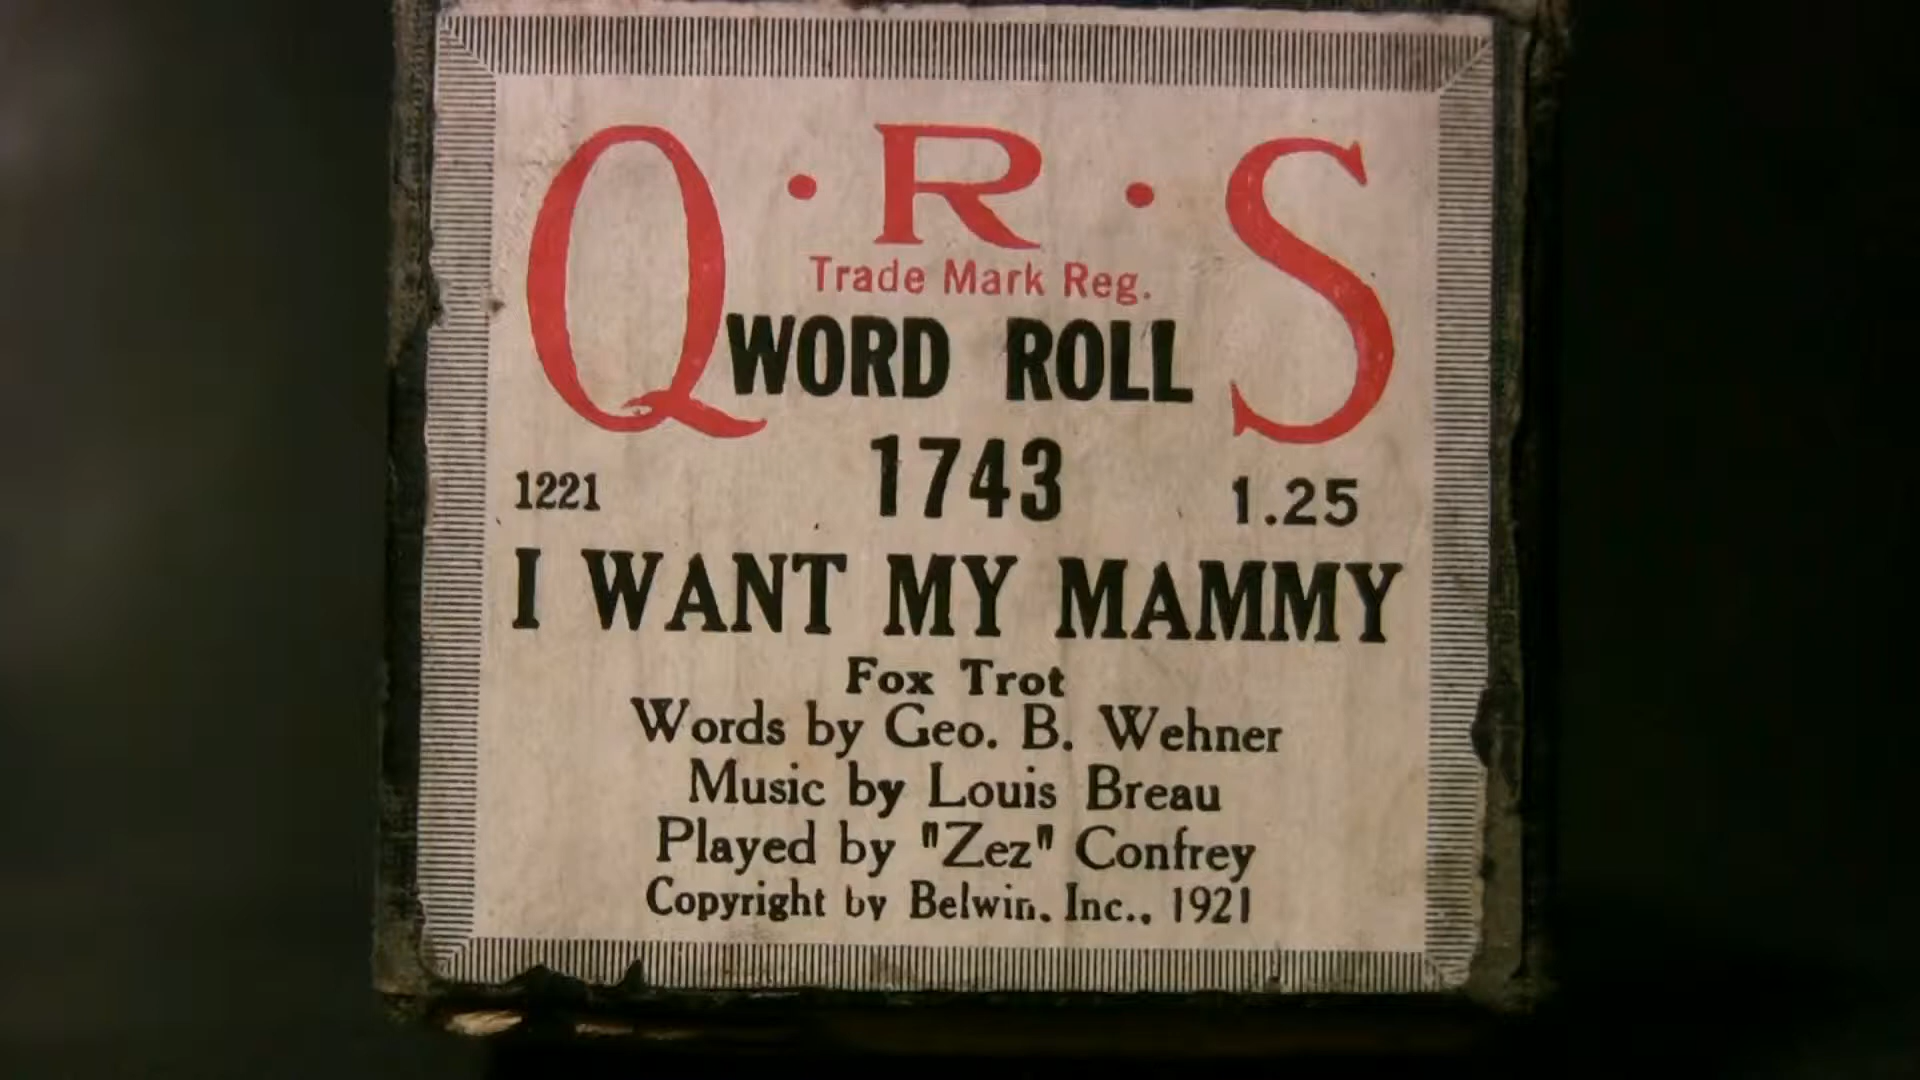 Q·R·S
Trade Mark Reg.
WORD ROLL
1221 1743 1.25
I WANT MY MAMMY
Fox Trot
Words by Geo. B. Wehner
Music by Louis Breau
Played by "Zez" Confrey
Copyright by Belwin, Inc., 1921